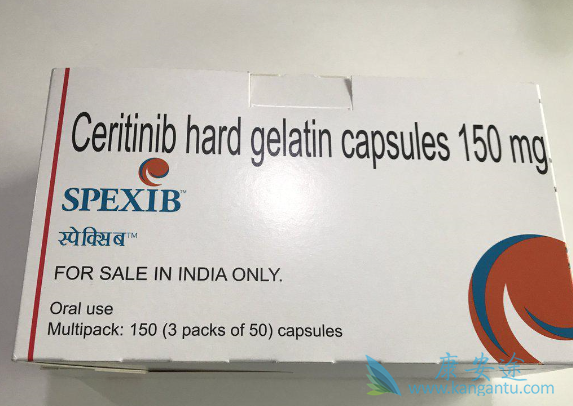 Ceritinib hard gelatin capsules 150 mg.
SPEXIB™
स्पेक्सिब™
FOR SALE IN INDIA ONLY.
Oral use
Multipack: 150 (3 packs of 50) capsules
康安途
www.kangantu.com